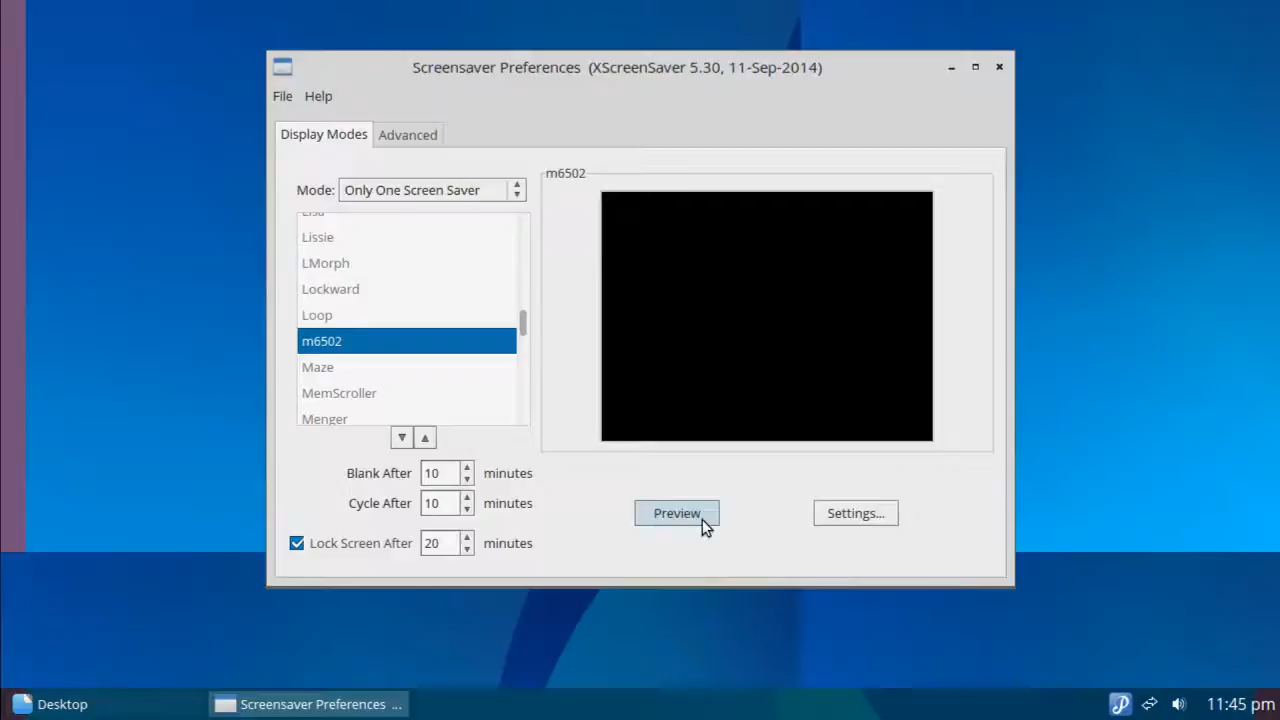 Screensaver Preferences (XScreenSaver 5.30, 11-Sep-2014)
File Help
Display Modes Advanced
Mode: Only One Screen Saver
Lisa
Lissie
LMorph
Lockward
Loop
m6502
Maze
MemScroller
Menger
m6502
Blank After 10 minutes
Cycle After 10 minutes
Lock Screen After 20 minutes
Preview
Settings...
Desktop
Screensaver Preferences ...
11:45 pm